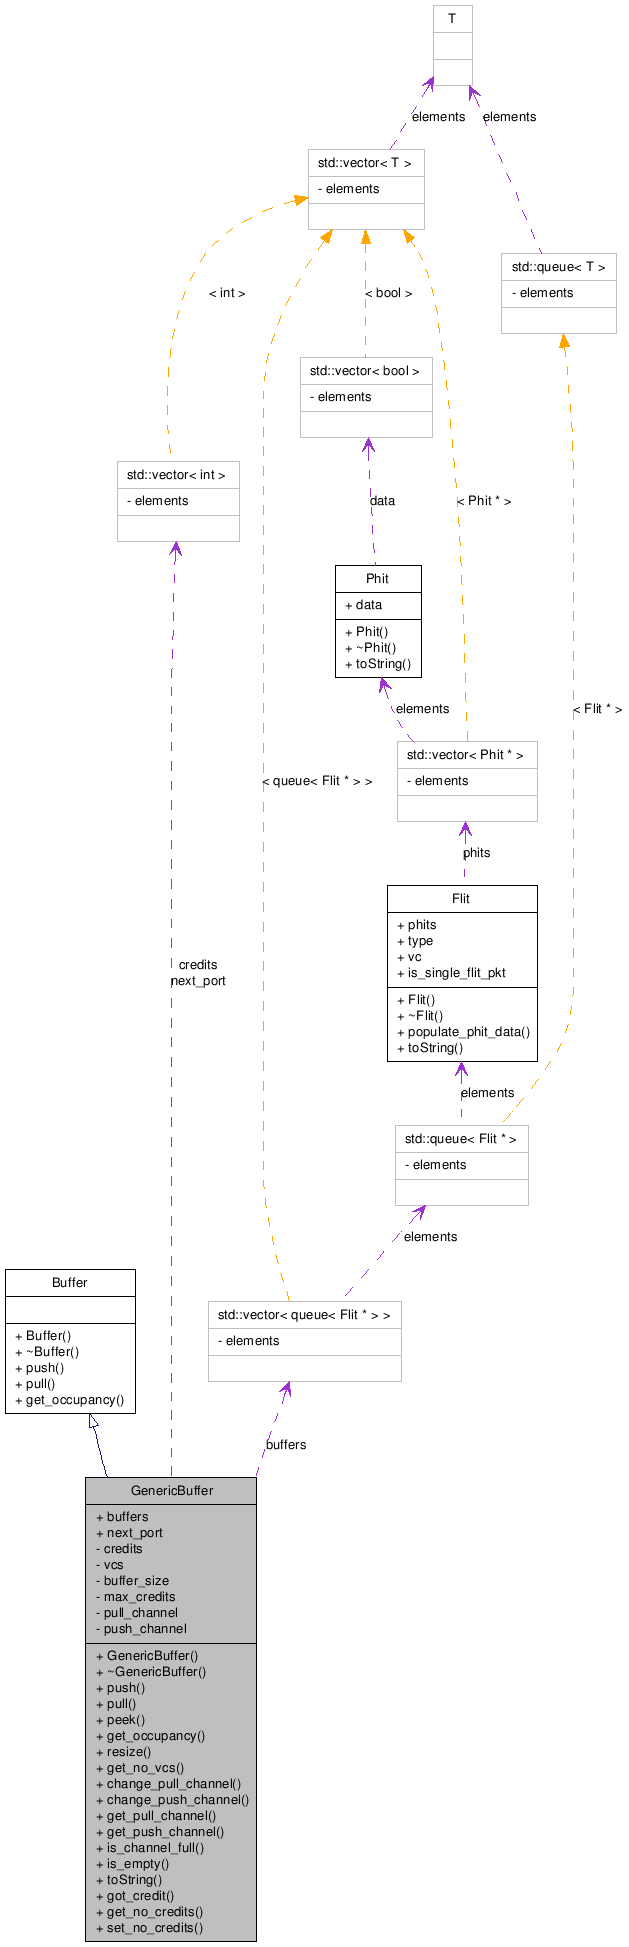 T
elements
elements
std::vector< T >
- elements
std::queue< T >
- elements
< int >
< bool >
std::vector< bool >
- elements
std::vector< int >
- elements
data
< Phit * >
Phit
+ data
+ Phit()
+ ~Phit()
+ toString()
elements
< Flit * >
std::vector< Phit * >
- elements
< queue< Flit * > >
phits
Flit
+ phits
+ type
+ vc
+ is_single_flit_pkt
+ Flit()
+ ~Flit()
+ populate_phit_data()
+ toString()
credits
next_port
elements
std::queue< Flit * >
- elements
elements
Buffer
+ Buffer()
+ ~Buffer()
+ push()
+ pull()
+ get_occupancy()
std::vector< queue< Flit * > >
- elements
buffers
GenericBuffer
+ buffers
+ next_port
- credits
- vcs
- buffer_size
- max_credits
- pull_channel
- push_channel
+ GenericBuffer()
+ ~GenericBuffer()
+ push()
+ pull()
+ peek()
+ get_occupancy()
+ resize()
+ get_no_vcs()
+ change_pull_channel()
+ change_push_channel()
+ get_pull_channel()
+ get_push_channel()
+ is_channel_full()
+ is_empty()
+ toString()
+ got_credit()
+ get_no_credits()
+ set_no_credits()